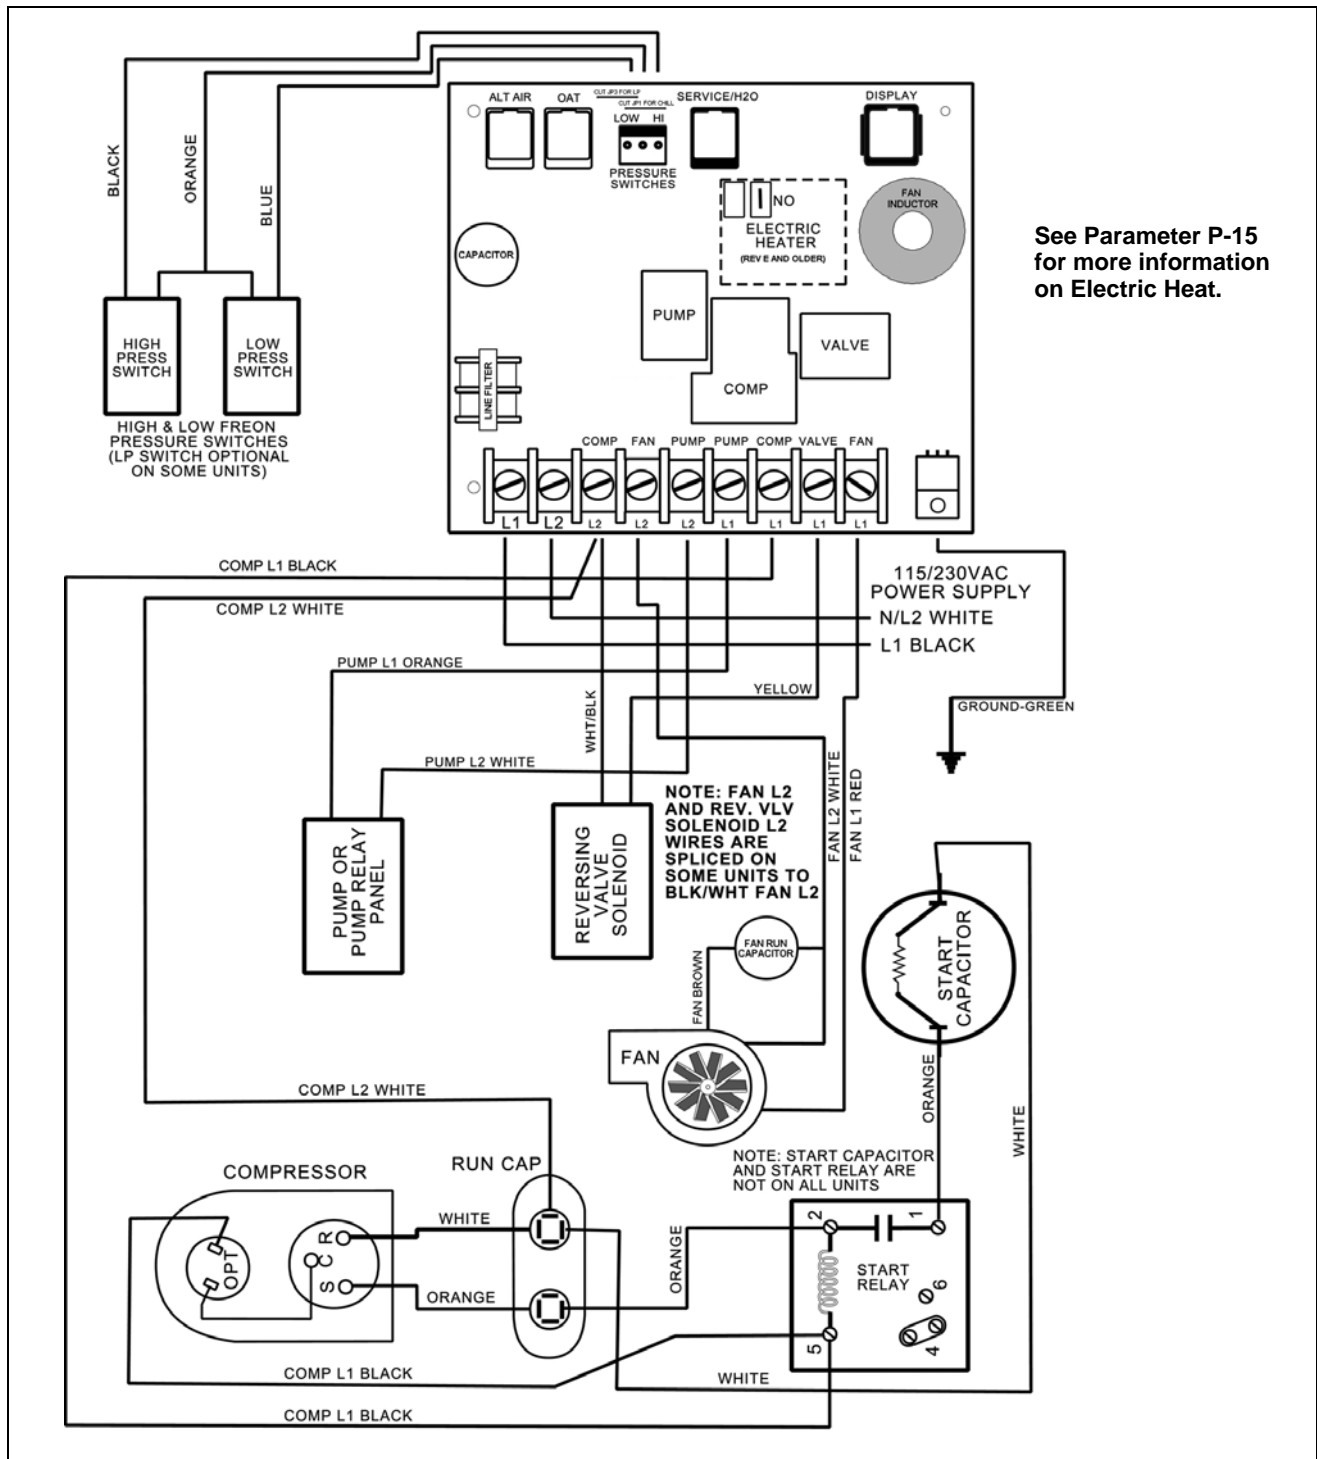 ALT AIR
OAT
CUT JP3 FOR LP
CUT JP1 FOR CHILL
LOW HI
PRESSURE
SWITCHES
SERVICE/H2O
DISPLAY
BLACK
ORANGE
BLUE
NO
ELECTRIC
HEATER
(REV E AND OLDER)
FAN
INDUCTOR
See Parameter P-15
for more information
on Electric Heat.
CAPACITOR
PUMP
COMP
VALVE
LINE FILTER
HIGH
PRESS
SWITCH
LOW
PRESS
SWITCH
HIGH & LOW FREON
PRESSURE SWITCHES
(LP SWITCH OPTIONAL
ON SOME UNITS)
COMP FAN PUMP PUMP COMP VALVE FAN
L1 L2 L2 L2 L2 L1 L1 L1 L1
COMP L1 BLACK
COMP L2 WHITE
115/230VAC
POWER SUPPLY
N/L2 WHITE
L1 BLACK
PUMP L1 ORANGE
WHT/BLK
YELLOW
GROUND-GREEN
PUMP L2 WHITE
FAN L2 WHITE
FAN L1 RED
NOTE: FAN L2
AND REV. VLV
SOLENOID L2
WIRES ARE
SPLICED ON
SOME UNITS TO
BLK/WHT FAN L2
PUMP OR
PUMP RELAY
PANEL
REVERSING
VALVE
SOLENOID
FAN RUN
CAPACITOR
FAN BROWN
FAN
START
CAPACITOR
ORANGE
WHITE
COMP L2 WHITE
NOTE: START CAPACITOR
AND START RELAY ARE
NOT ON ALL UNITS
COMPRESSOR
RUN CAP
WHITE
ORANGE
OPT
R
C
S
ORANGE
2
1
START
RELAY
6
4
5
COMP L1 BLACK
WHITE
COMP L1 BLACK